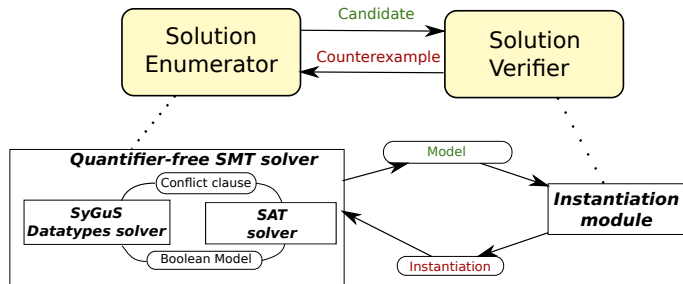 Candidate
Solution
Enumerator
Counterexample
Solution
Verifier
Quantifier-free SMT solver
Conflict clause
SyGuS
Datatypes solver
SAT
solver
Boolean Model
Model
Instantiation
Instantiation
module